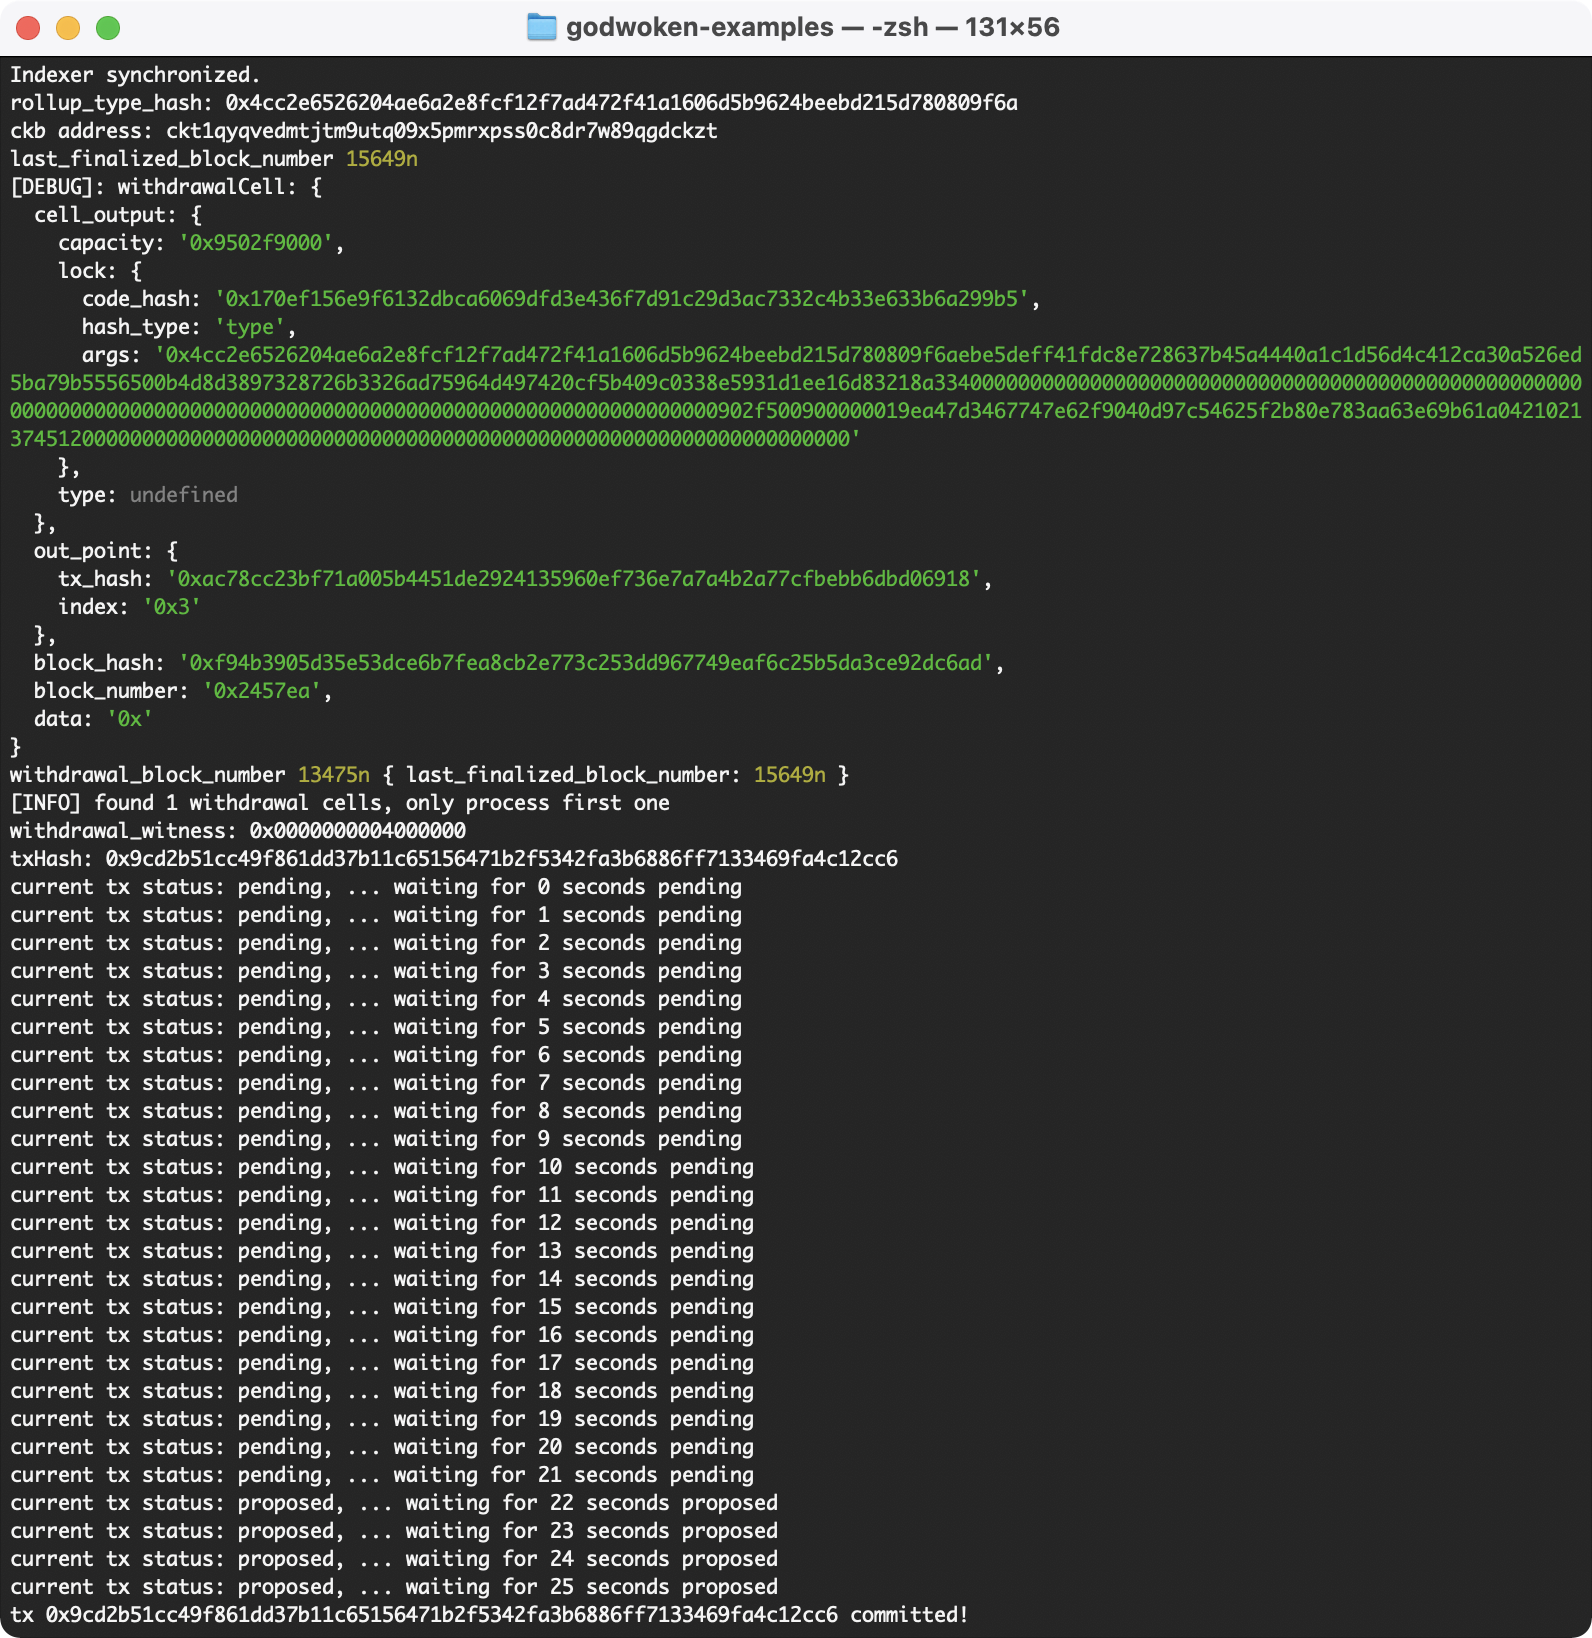 godwoken-examples — -zsh — 131×56
Indexer synchronized.
rollup_type_hash: 0x4cc2e6526204ae6a2e8fcf12f7ad472f41a1606d5b9624beebd215d780809f6a
ckb address: ckt1qyqvedmtjtm9utq09x5pmrxpss0c8dr7w89qgdckzt
last_finalized_block_number 15649n
[DEBUG]: withdrawalCell: {
  cell_output: {
    capacity: '0x9502f9000',
    lock: {
      code_hash: '0x170ef156e9f6132dbca6069dfd3e436f7d91c29d3ac7332c4b33e633b6a299b5',
      hash_type: 'type',
      args: '0x4cc2e6526204ae6a2e8fcf12f7ad472f41a1606d5b9624beebd215d780809f6aebe5deff41fdc8e728637b45a4440a1c1d56d4c412ca30a526ed
5ba79b5556500b4d8d3897328726b3326ad75964d497420cf5b409c0338e5931d1ee16d83218a334000000000000000000000000000000000000000000000000000
0000000000000000000000000000000000000000000000000000000000902f500900000000019ea47d3467747e62f9040d97c54625f2b80e783aa63e69b61a0421021
3745120000000000000000000000000000000000000000000000000000000000000000'
    },
    type: undefined
  },
  out_point: {
    tx_hash: '0xac78cc23bf71a005b4451de2924135960ef736e7a7a4b2a77cfbebb6dbd06918',
    index: '0x3'
  },
  block_hash: '0xf94b3905d35e53dce6b7fea8cb2e773c253dd967749eaf6c25b5da3ce92dc6ad',
  block_number: '0x2457ea',
  data: '0x'
}
withdrawal_block_number 13475n { last_finalized_block_number: 15649n }
[INFO] found 1 withdrawal cells, only process first one
withdrawal_witness: 0x0000000004000000
txHash: 0x9cd2b51cc49f861dd37b11c65156471b2f5342fa3b6886ff7133469fa4c12cc6
current tx status: pending, ... waiting for 0 seconds pending
current tx status: pending, ... waiting for 1 seconds pending
current tx status: pending, ... waiting for 2 seconds pending
current tx status: pending, ... waiting for 3 seconds pending
current tx status: pending, ... waiting for 4 seconds pending
current tx status: pending, ... waiting for 5 seconds pending
current tx status: pending, ... waiting for 6 seconds pending
current tx status: pending, ... waiting for 7 seconds pending
current tx status: pending, ... waiting for 8 seconds pending
current tx status: pending, ... waiting for 9 seconds pending
current tx status: pending, ... waiting for 10 seconds pending
current tx status: pending, ... waiting for 11 seconds pending
current tx status: pending, ... waiting for 12 seconds pending
current tx status: pending, ... waiting for 13 seconds pending
current tx status: pending, ... waiting for 14 seconds pending
current tx status: pending, ... waiting for 15 seconds pending
current tx status: pending, ... waiting for 16 seconds pending
current tx status: pending, ... waiting for 17 seconds pending
current tx status: pending, ... waiting for 18 seconds pending
current tx status: pending, ... waiting for 19 seconds pending
current tx status: pending, ... waiting for 20 seconds pending
current tx status: pending, ... waiting for 21 seconds pending
current tx status: proposed, ... waiting for 22 seconds proposed
current tx status: proposed, ... waiting for 23 seconds proposed
current tx status: proposed, ... waiting for 24 seconds proposed
current tx status: proposed, ... waiting for 25 seconds proposed
tx 0x9cd2b51cc49f861dd37b11c65156471b2f5342fa3b6886ff7133469fa4c12cc6 committed!